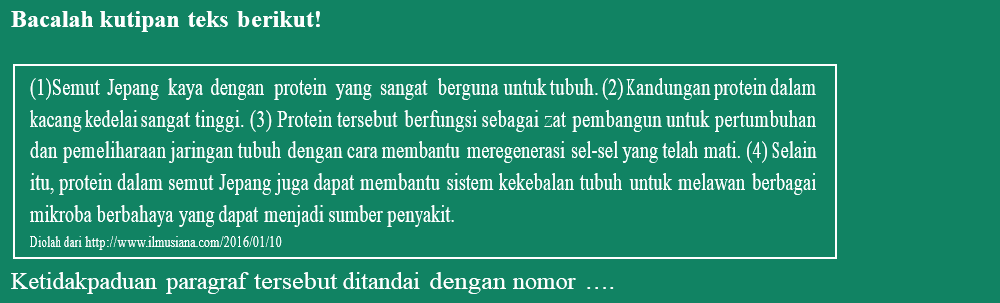 Bacalah kutipan teks berikut!
(1)Semut Jepang kaya dengan protein yang sangat berguna untuk tubuh. (2) Kandungan protein dalam
kacang kedelai sangat tinggi. (3) Protein tersebut berfungsi sebagai zat pembangun untuk pertumbuhan
dan pemeliharaan jaringan tubuh dengan cara membantu meregenerasi sel-sel yang telah mati. (4) Selain
itu, protein dalam semut Jepang juga dapat membantu sistem kekebalan tubuh untuk melawan berbagai
mikroba berbahaya yang dapat menjadi sumber penyakit.
Diolah dari http://www.ilmusiana.com/2016/01/10
Ketidakpaduan paragraf tersebut ditandai dengan nomor ….